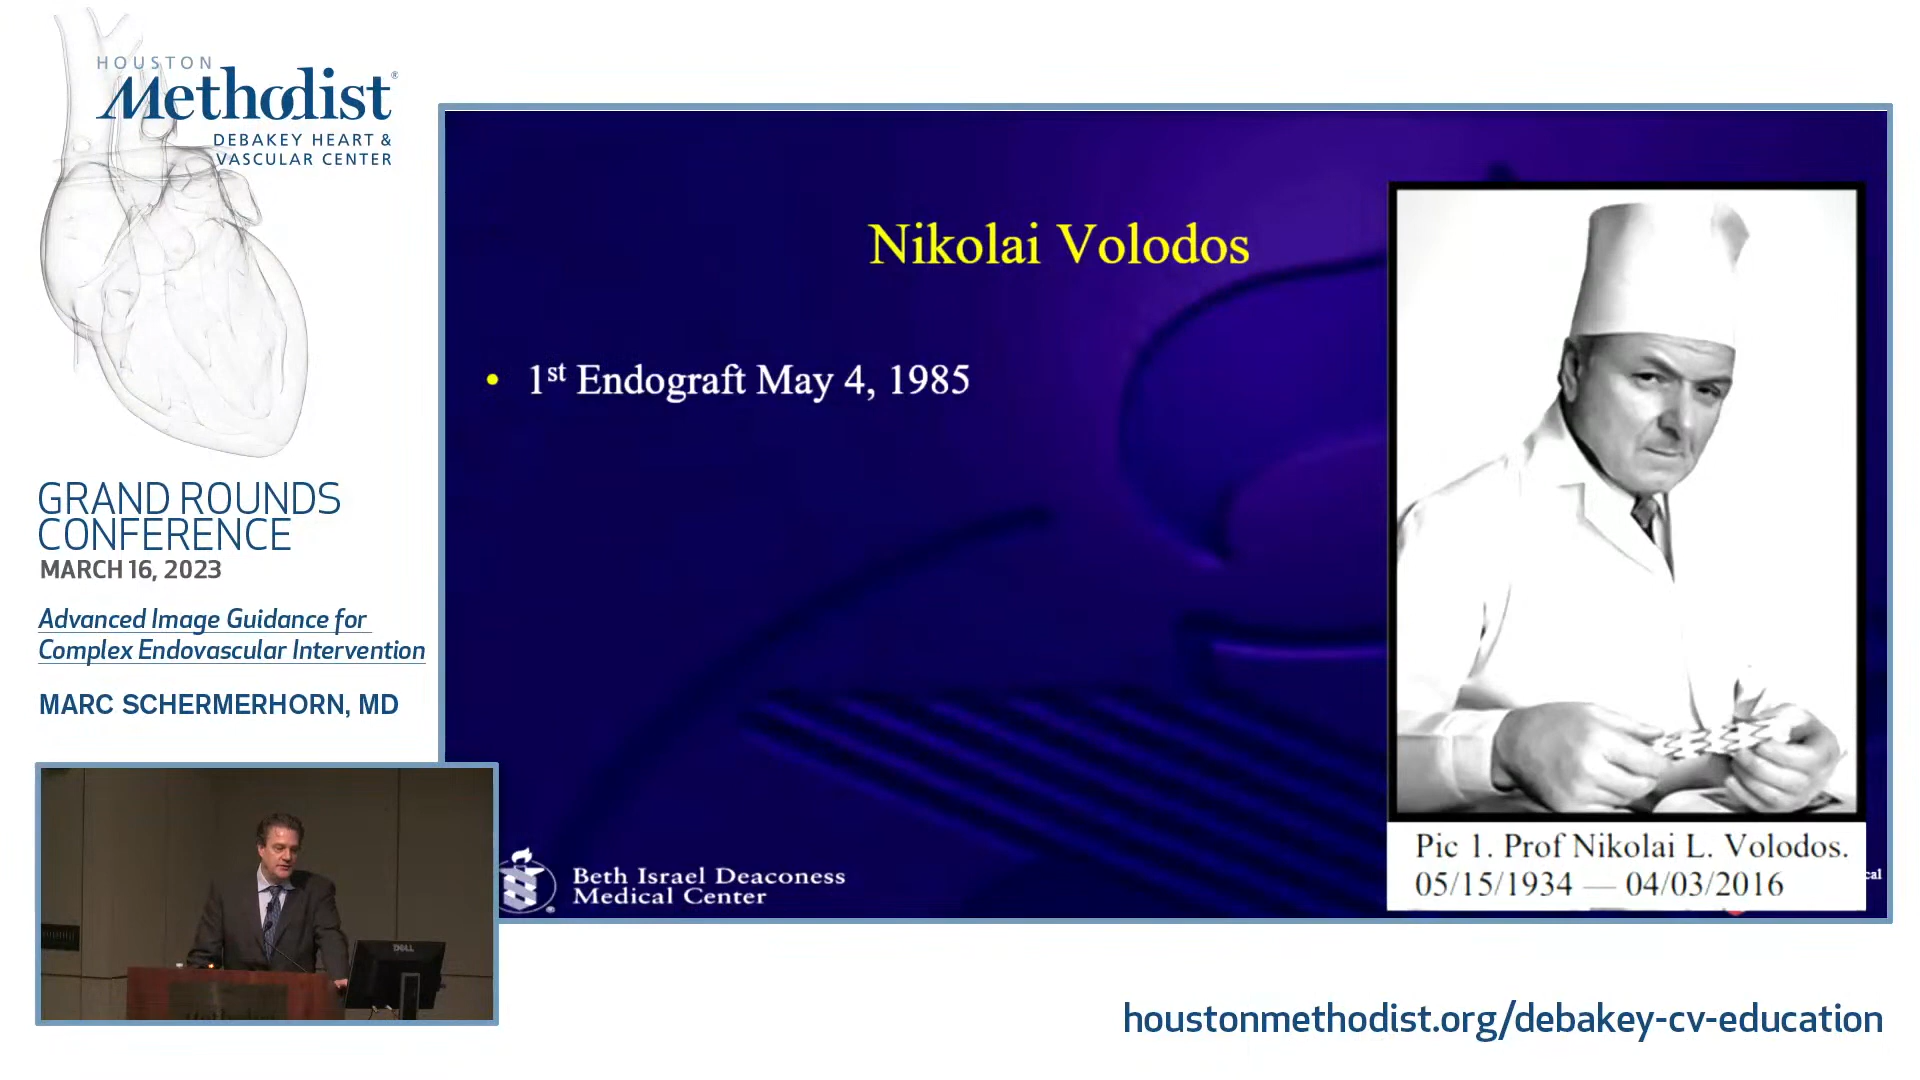 HOUSTON
Methodist®
DEBAKEY HEART &
VASCULAR CENTER
GRAND ROUNDS
CONFERENCE
MARCH 16, 2023
Advanced Image Guidance for
Complex Endovascular Intervention
MARC SCHERMERHORN, MD
Nikolai Volodos
• 1st Endograft May 4, 1985
Beth Israel Deaconess
Medical Center
®
Pic 1. Prof Nikolai L. Volodos.
05/15/1934 — 04/03/2016
cal
DELL
houstonmethodist.org/debakey-cv-education